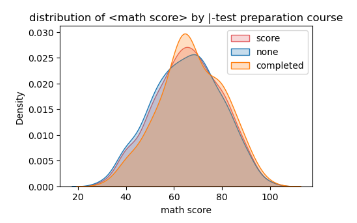 distribution of <math score> by |-test preparation course
score
none
completed
0.030
0.025
0.020
0.015
0.010
0.005
0.000
Density
20 40 60 80 100
math score